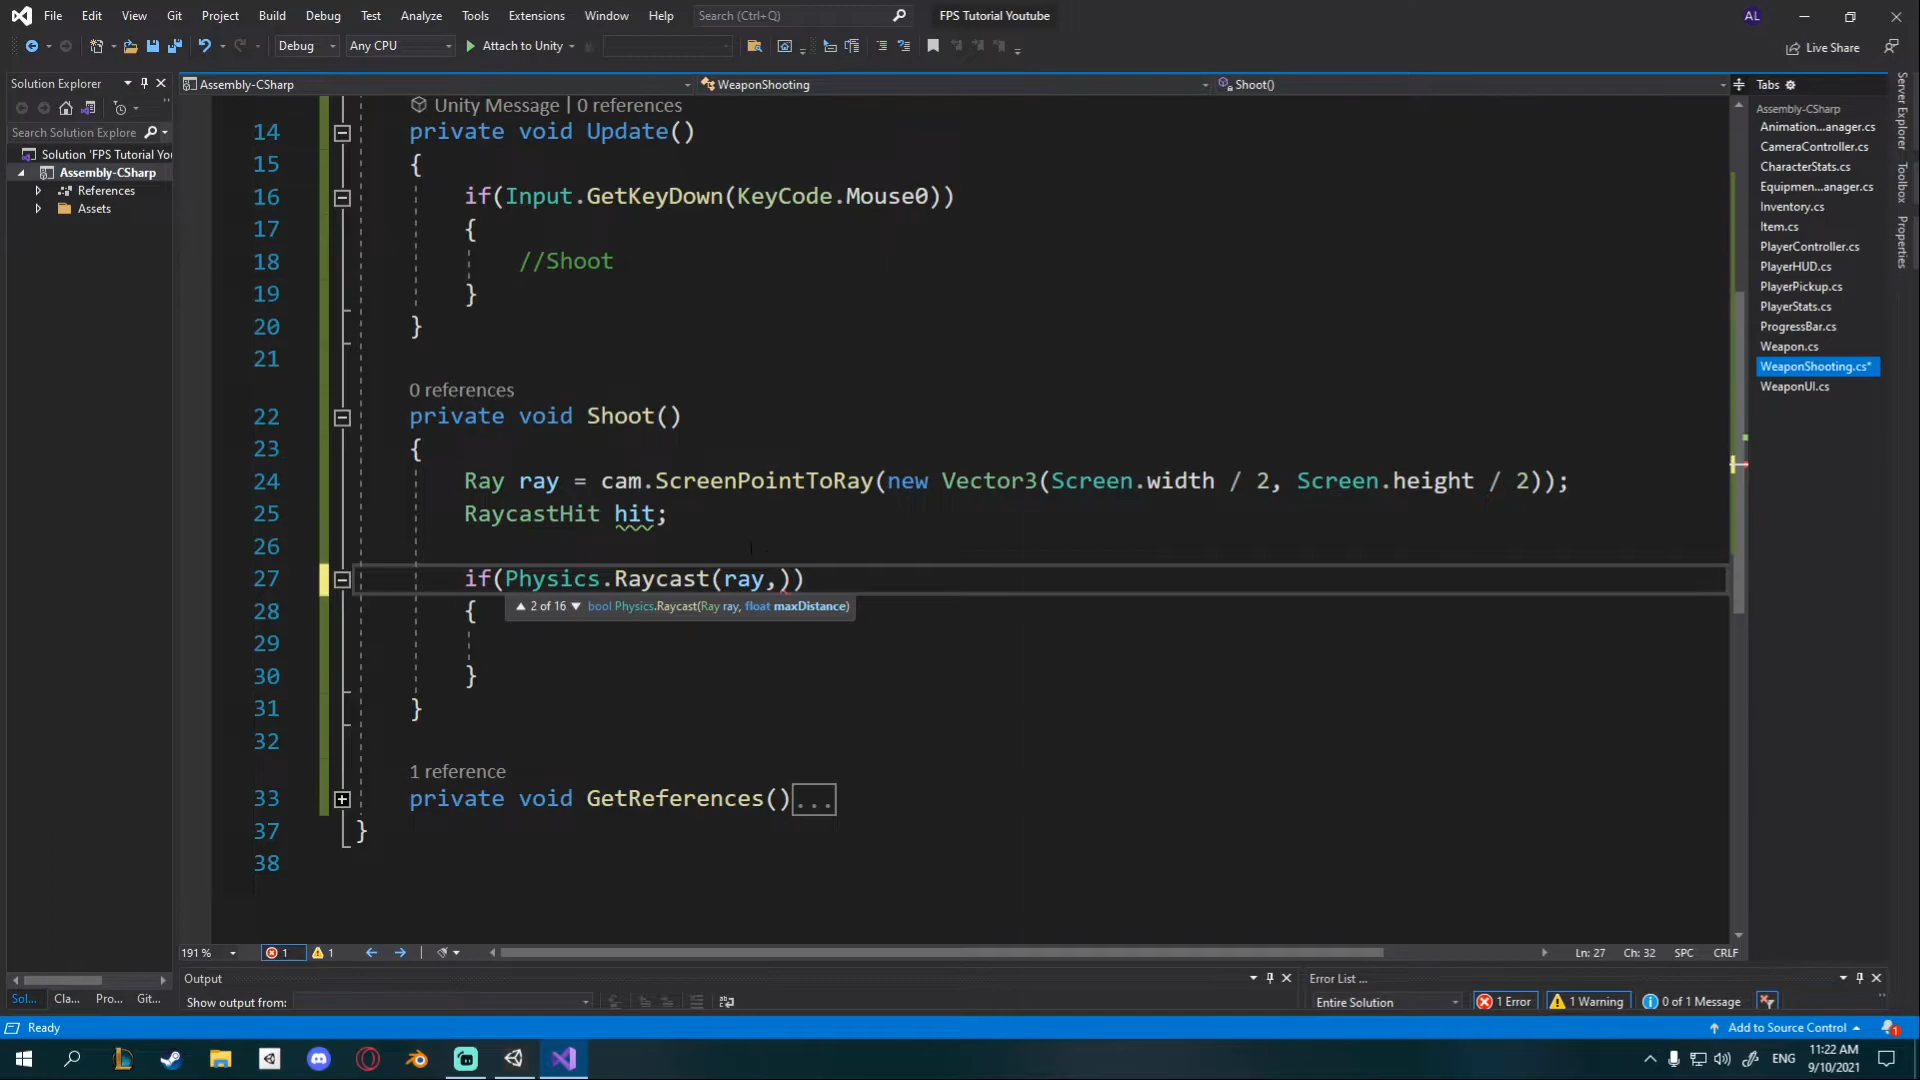 File Edit View Git Project Build Debug Test Analyze Tools Extensions Window Help Search (Ctrl+Q) FPS Tutorial Youtube AL
Debug Any CPU Attach to Unity Live Share
Solution Explorer
Search Solution Explorer
Solution 'FPS Tutorial Yo
Assembly-CSharp
References
Assets
Sol... Cla... Pro... Git...
Assembly-CSharp WeaponShooting Shoot()
Unity Message | 0 references
14 private void Update()
15 {
16 if(Input.GetKeyDown(KeyCode.Mouse0))
17 {
18 //Shoot
19 }
20 }
21
0 references
22 private void Shoot()
23 {
24 Ray ray = cam.ScreenPointToRay(new Vector3(Screen.width / 2, Screen.height / 2));
25 RaycastHit hit;
26
27 if(Physics.Raycast(ray,))
2 of 16 bool Physics.Raycast(Ray ray, float maxDistance)
28 {
29
30 }
31 }
32
1 reference
33 private void GetReferences()...
37 }
38
Tabs
Assembly-CSharp
Animation...anager.cs
CameraController.cs
CharacterStats.cs
Equipmen...anager.cs
Inventory.cs
Item.cs
PlayerController.cs
PlayerHUD.cs
PlayerPickup.cs
PlayerStats.cs
ProgressBar.cs
Weapon.cs
WeaponShooting.cs*
WeaponUI.cs
Server Explorer
Toolbox
Properties
191 % 1 1 Ln: 27 Ch: 32 SPC CRLF
Output
Show output from:
Error List ...
Entire Solution 1 Error 1 Warning 0 of 1 Message
Ready Add to Source Control 1
ENG 11:22 AM
9/10/2021